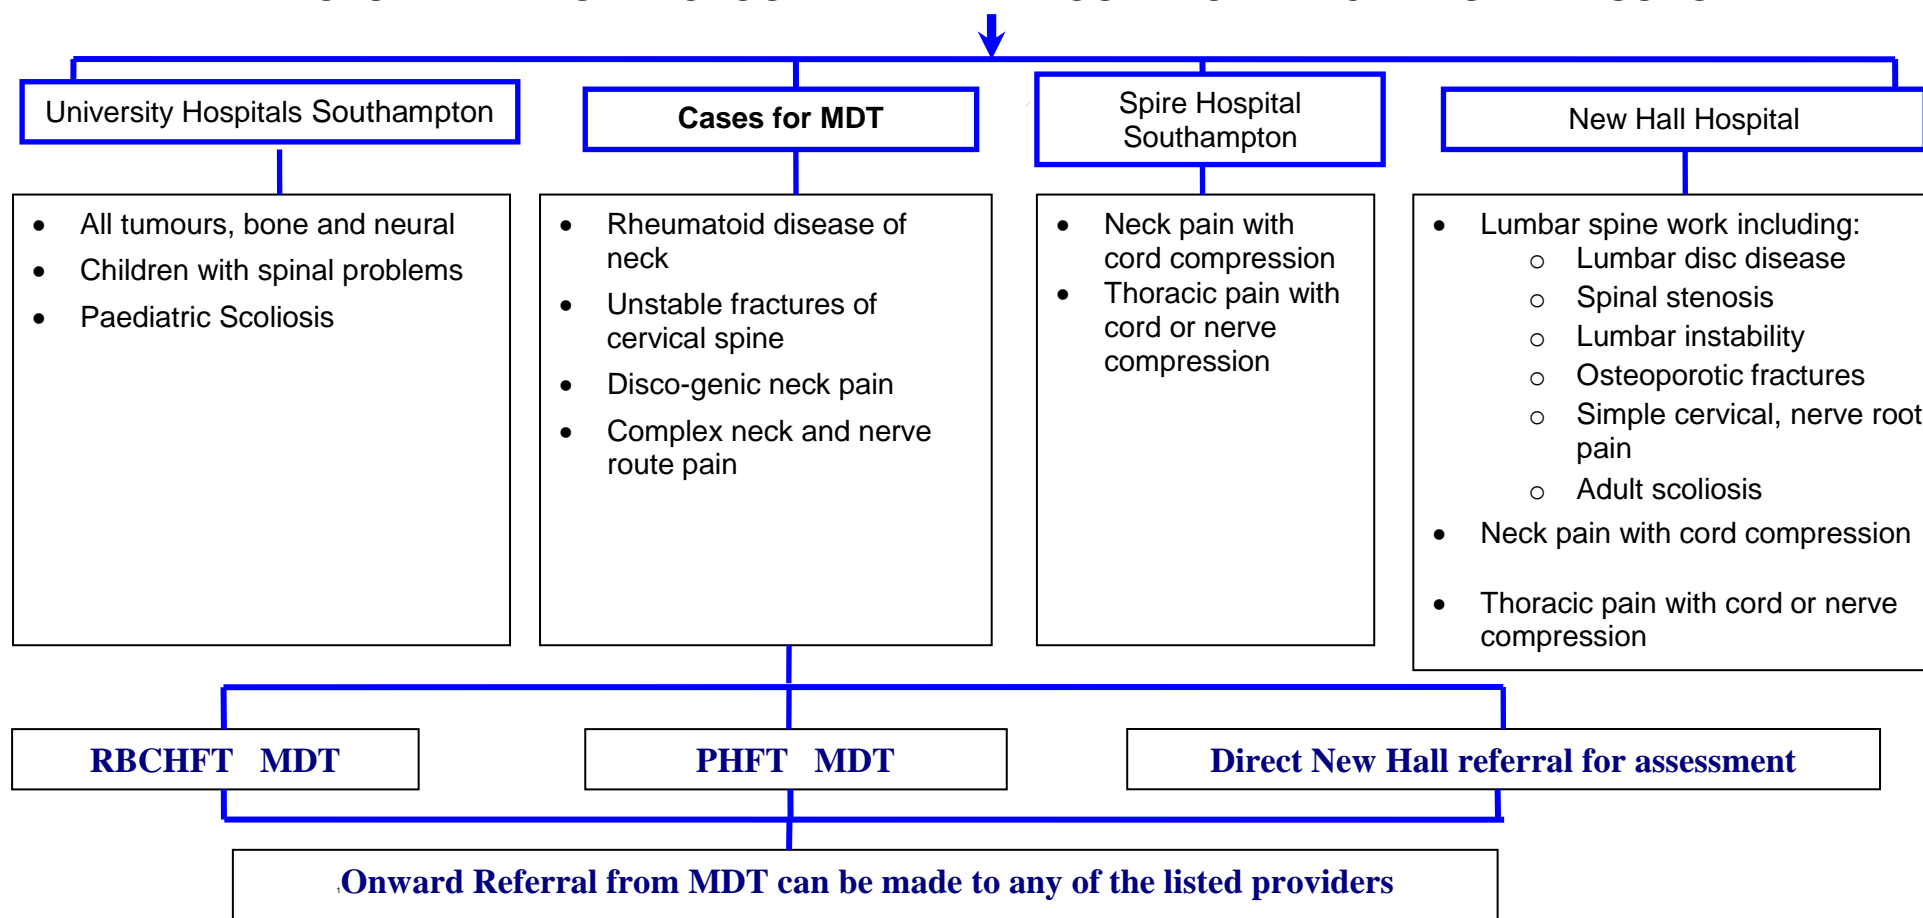 University Hospitals Southampton
Cases for MDT
Spire Hospital
Southampton
New Hall Hospital
• All tumours, bone and neural
• Children with spinal problems
• Paediatric Scoliosis
• Rheumatoid disease of
neck
• Unstable fractures of
cervical spine
• Disco-genic neck pain
• Complex neck and nerve
route pain
• Neck pain with
cord compression
• Thoracic pain with
cord or nerve
compression
• Lumbar spine work including:
o Lumbar disc disease
o Spinal stenosis
o Lumbar instability
o Osteoporotic fractures
o Simple cervical, nerve root
pain
o Adult scoliosis
• Neck pain with cord compression
• Thoracic pain with cord or nerve
compression
RBCHFT MDT
PHFT MDT
Direct New Hall referral for assessment
Onward Referral from MDT can be made to any of the listed providers